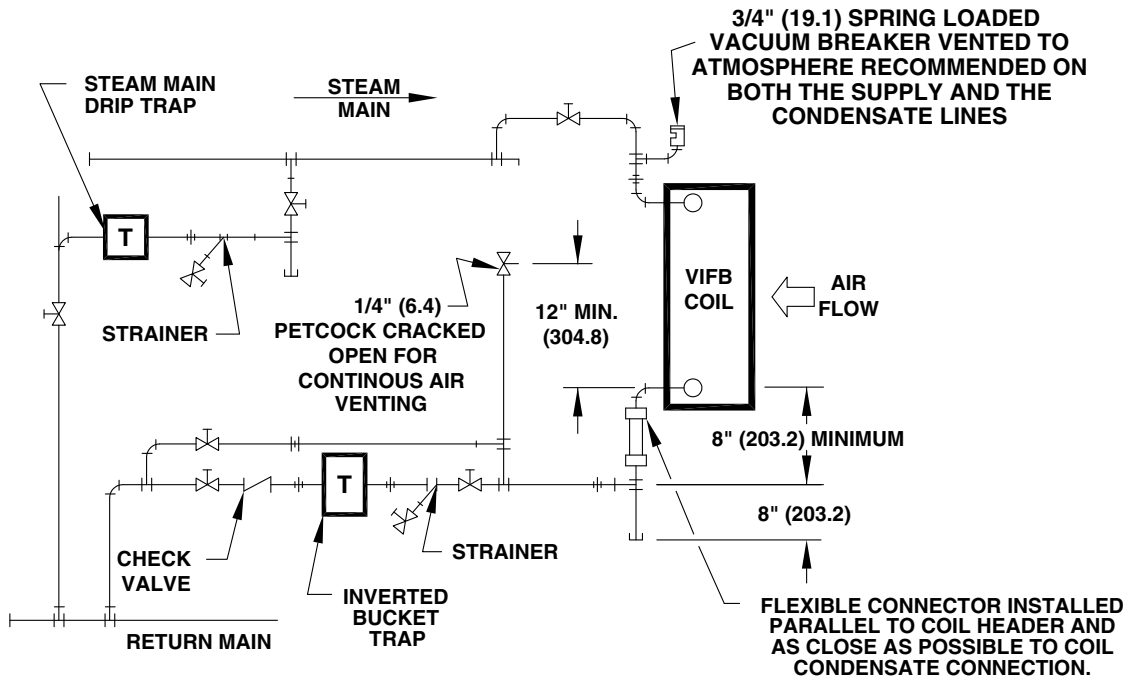 3/4" (19.1) SPRING LOADED
VACUUM BREAKER VENTED TO
ATMOSPHERE RECOMMENDED ON
BOTH THE SUPPLY AND THE
CONDENSATE LINES
STEAM MAIN
DRIP TRAP
STEAM
MAIN
T
STRAINER
1/4" (6.4)
PETCOCK CRACKED
OPEN FOR
CONTINOUS AIR
VENTING
12" MIN.
(304.8)
VIFB
COIL
AIR
FLOW
8" (203.2) MINIMUM
T
8" (203.2)
CHECK
VALVE
STRAINER
INVERTED
BUCKET
TRAP
RETURN MAIN
FLEXIBLE CONNECTOR INSTALLED
PARALLEL TO COIL HEADER AND
AS CLOSE AS POSSIBLE TO COIL
CONDENSATE CONNECTION.